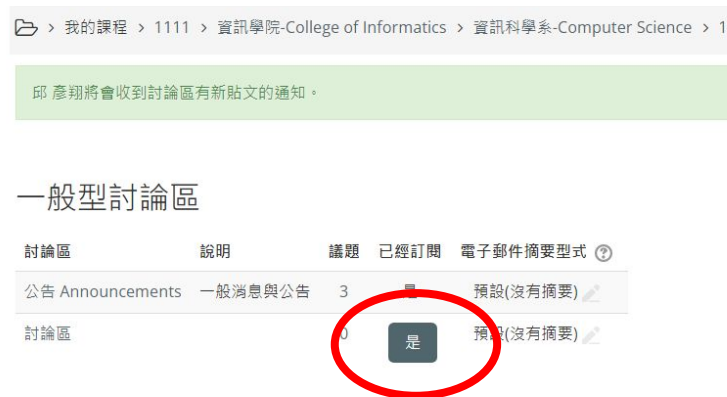 > 我的課程 > 1111 > 資訊學院-College of Informatics > 資訊科學系-Computer Science > 1
邱 彥翔將會收到討論區有新貼文的通知。
一般型討論區
討論區 說明 議題 已經訂閱 電子郵件摘要型式 ?
公告 Announcements 一般消息與公告 3 是 預設(沒有摘要)
討論區 0 是 預設(沒有摘要)